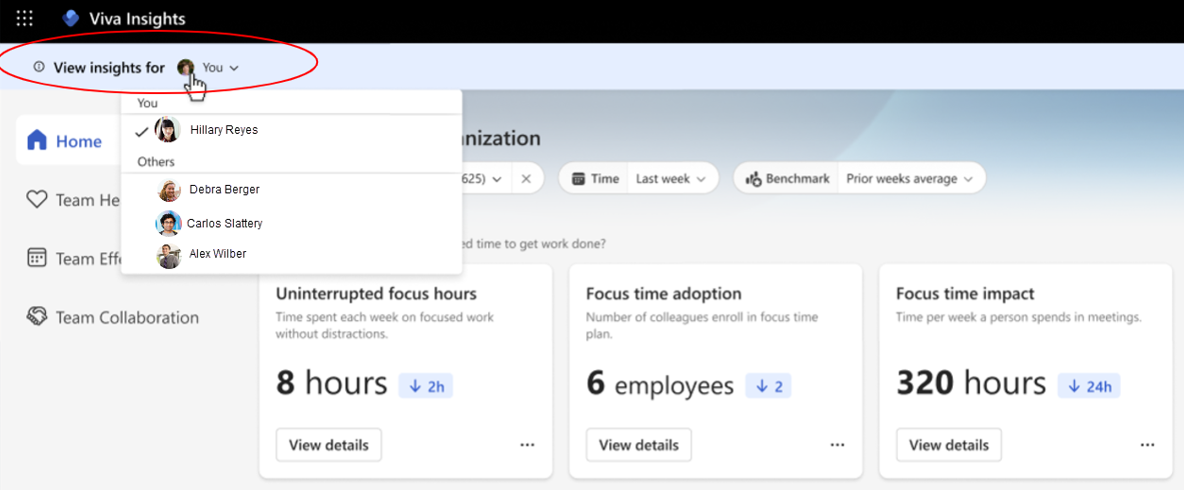 Viva Insights
View insights for You
You
Hillary Reyes
Others
Debra Berger
Carlos Slattery
Alex Wilber
Home
Team
Team
Team Collaboration
625)
Time Last week
Benchmark Prior weeks average
time to get work done?
Uninterrupted focus hours
Time spent each week on focused work
without distractions.
8 hours ↓ 2h
View details
Focus time adoption
Number of colleagues enroll in focus time
plan.
6 employees ↓ 2
View details
Focus time impact
Time per week a person spends in meetings.
320 hours ↓ 24h
View details